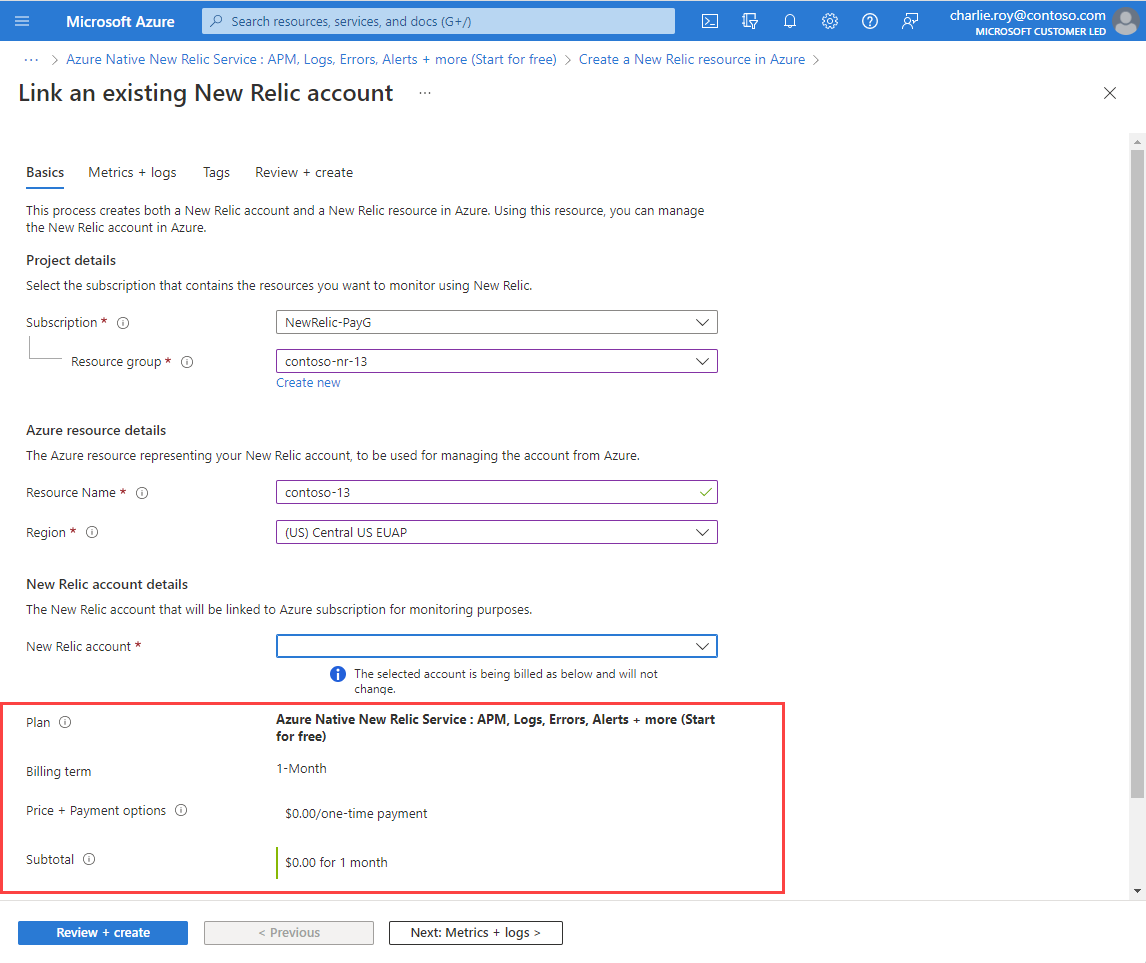 Microsoft Azure
Search resources, services, and docs (G+/)
charlie.roy@contoso.com
MICROSOFT CUSTOMER LED
... > Azure Native New Relic Service : APM, Logs, Errors, Alerts + more (Start for free) > Create a New Relic resource in Azure >
Link an existing New Relic account ...
Basics Metrics + logs Tags Review + create
This process creates both a New Relic account and a New Relic resource in Azure. Using this resource, you can manage
the New Relic account in Azure.
Project details
Select the subscription that contains the resources you want to monitor using New Relic.
Subscription * NewRelic-PayG
Resource group * contoso-nr-13
Create new
Azure resource details
The Azure resource representing your New Relic account, to be used for managing the account from Azure.
Resource Name * contoso-13
Region * (US) Central US EUAP
New Relic account details
The New Relic account that will be linked to Azure subscription for monitoring purposes.
New Relic account *
The selected account is being billed as below and will not
change.
Plan Azure Native New Relic Service : APM, Logs, Errors, Alerts + more (Start
for free)
Billing term 1-Month
Price + Payment options $0.00/one-time payment
Subtotal $0.00 for 1 month
Review + create < Previous Next: Metrics + logs >